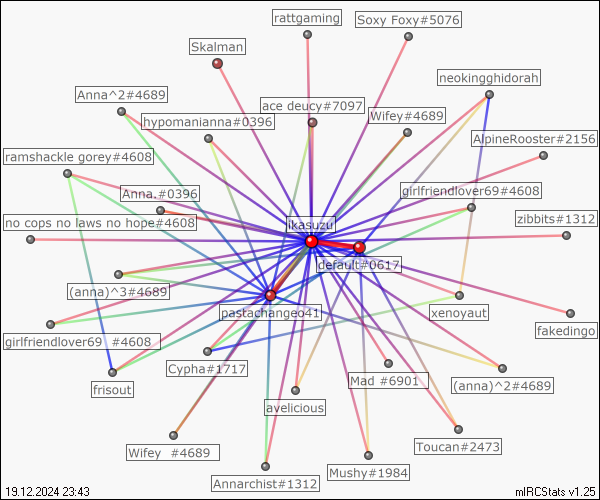 rattgaming
Soxy Foxy#5076
Skalman
neokingghidorah
Anna^2#4689
ace deucy#7097
Wifey#4689
hypomanianna#0396
AlpineRooster#2156
ramshackle gorey#4608
girlfriendlover69#4608
Anna.#0396
no cops no laws no hope#4608
ikasuzu
zibbits#1312
default#0617
(anna)^3#4689
pastachangeo41
xenoyaut
fakedingo
girlfriendlover69 #4608
Cypha#1717
Mad #6901
(anna)^2#4689
frisout
avelicious
Toucan#2473
Wifey #4689
Mushy#1984
Annarchist#1312
19.12.2024 23:43
mIRCStats v1.25